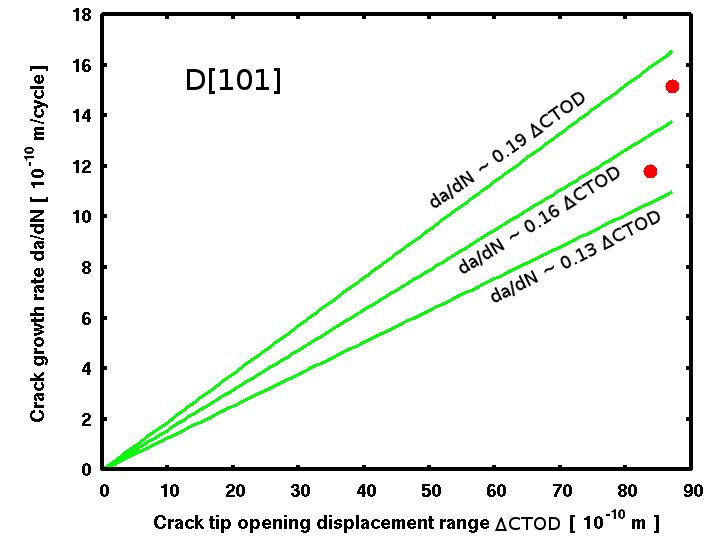 18
16
14
12
10
8
6
4
2
0
Crack growth rate da/dN [ 10⁻¹⁰ m/cycle]
D[101]
da/dN ~ 0.19 ΔCTOD
da/dN ~ 0.16 ΔCTOD
da/dN ~ 0.13 ΔCTOD
0 10 20 30 40 50 60 70 80 90
Crack tip opening displacement range ΔCTOD [ 10⁻¹⁰ m ]